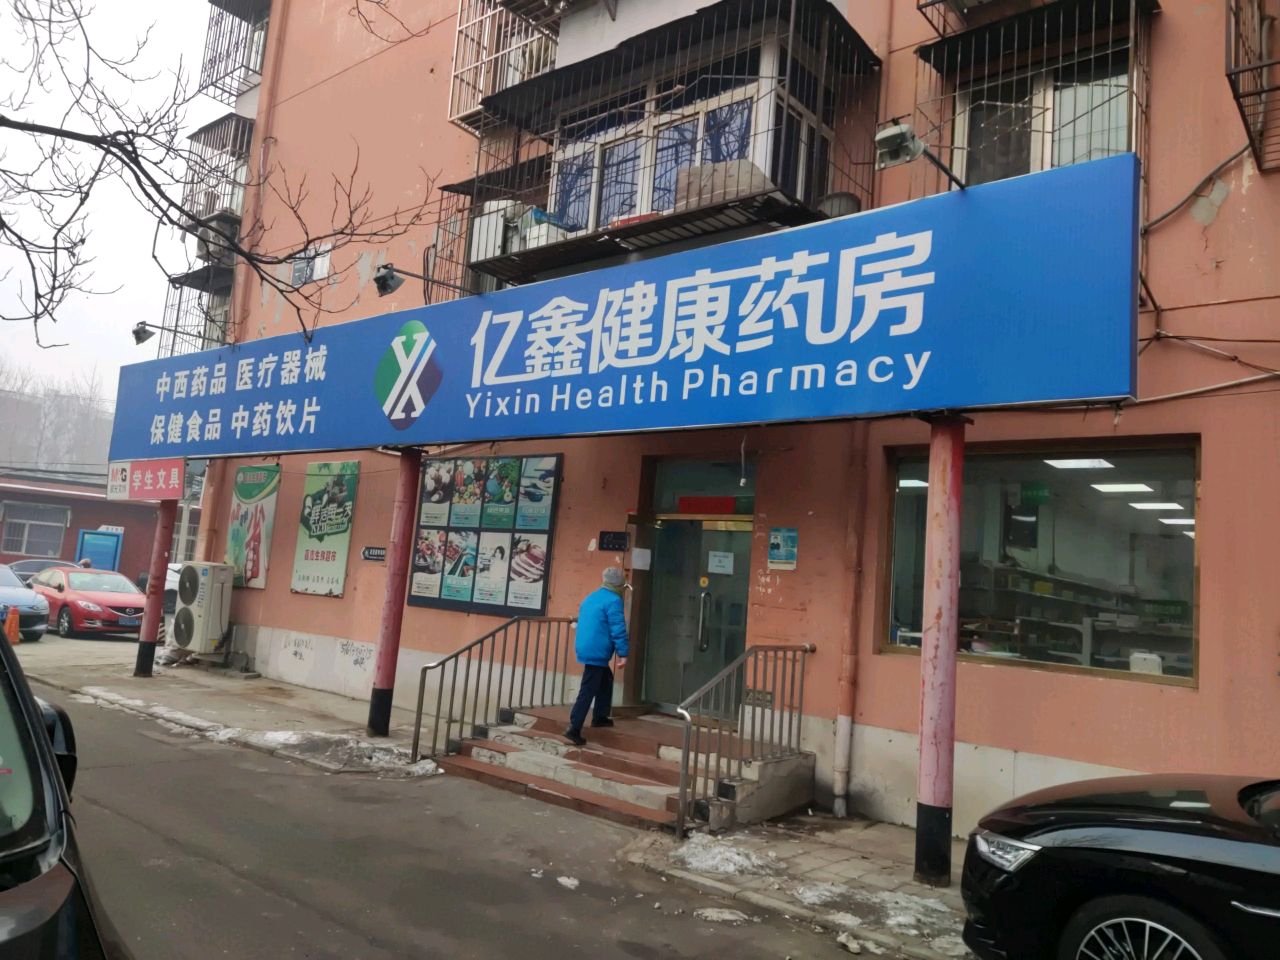 中西药品 医疗器械
保健食品 中药饮片
亿鑫健康药房
Yixin Health Pharmacy
M&G
学生文具